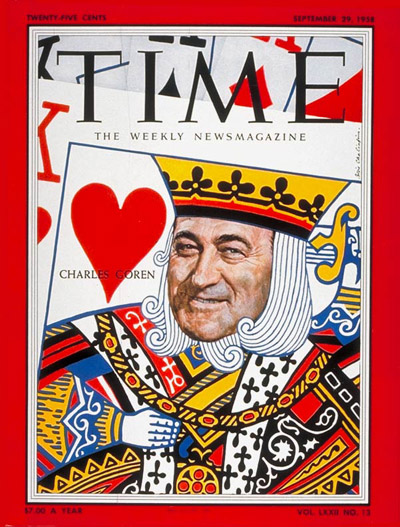 TWENTY-FIVE CENTS
SEPTEMBER 29, 1958
TIME
THE WEEKLY NEWSMAGAZINE
K
K
CHARLES GOREN
$7.00 A YEAR
VOL. LXXII NO. 13